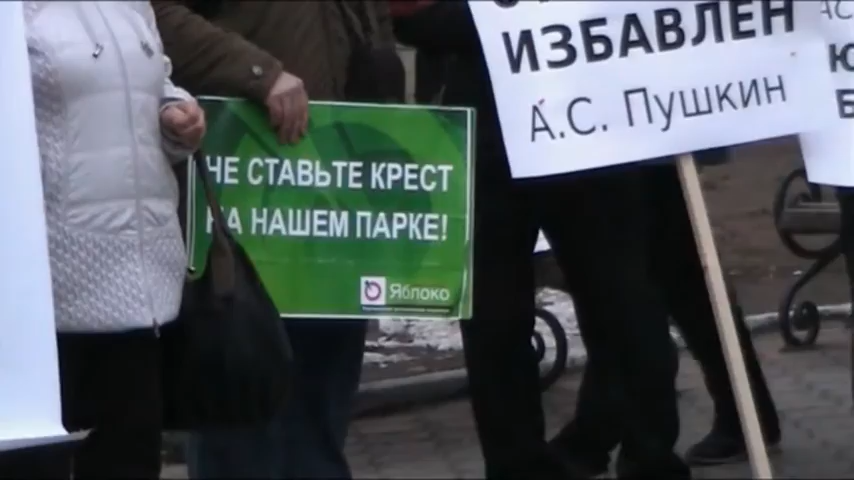 НЕ СТАВЬТЕ КРЕСТ
НА НАШЕМ ПАРКЕ!
Яблоко
ИЗБАВЛЕН
А.С. Пушкин